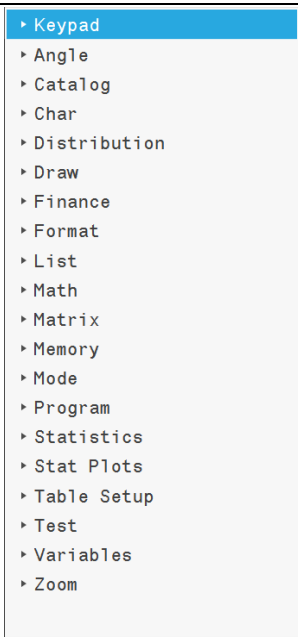 Keypad
Angle
Catalog
Char
Distribution
Draw
Finance
Format
List
Math
Matrix
Memory
Mode
Program
Statistics
Stat Plots
Table Setup
Test
Variables
Zoom